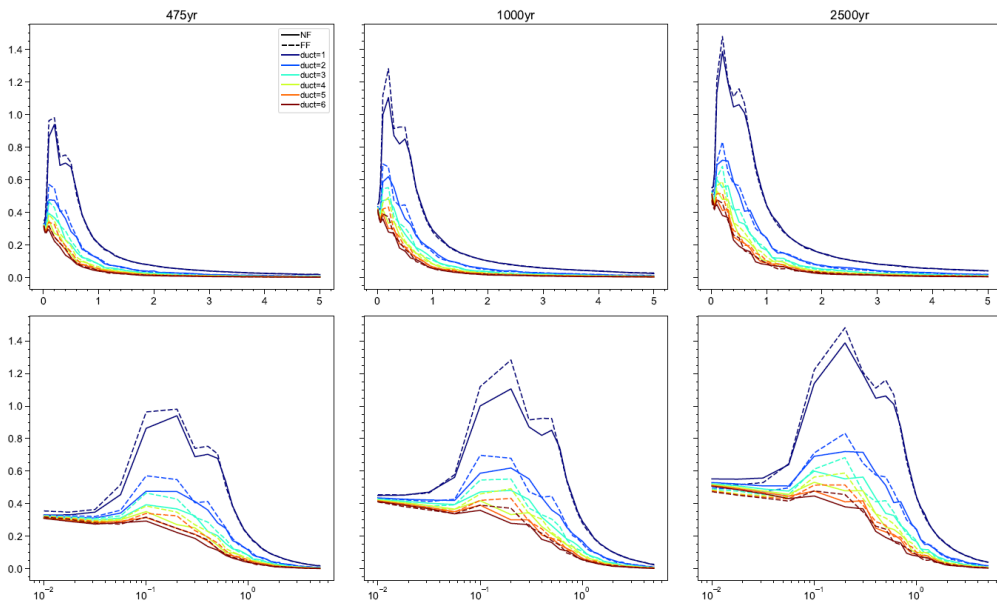 475yr
1000yr
2500yr
1.4
1.2
1.0
0.8
0.6
0.4
0.2
0.0
NF
FF
duct=1
duct=2
duct=3
duct=4
duct=5
duct=6
0 1 2 3 4 5
0 1 2 3 4 5
0 1 2 3 4 5
1.4
1.2
1.0
0.8
0.6
0.4
0.2
0.0
10⁻² 10⁻¹ 10⁰
10⁻² 10⁻¹ 10⁰
10⁻² 10⁻¹ 10⁰